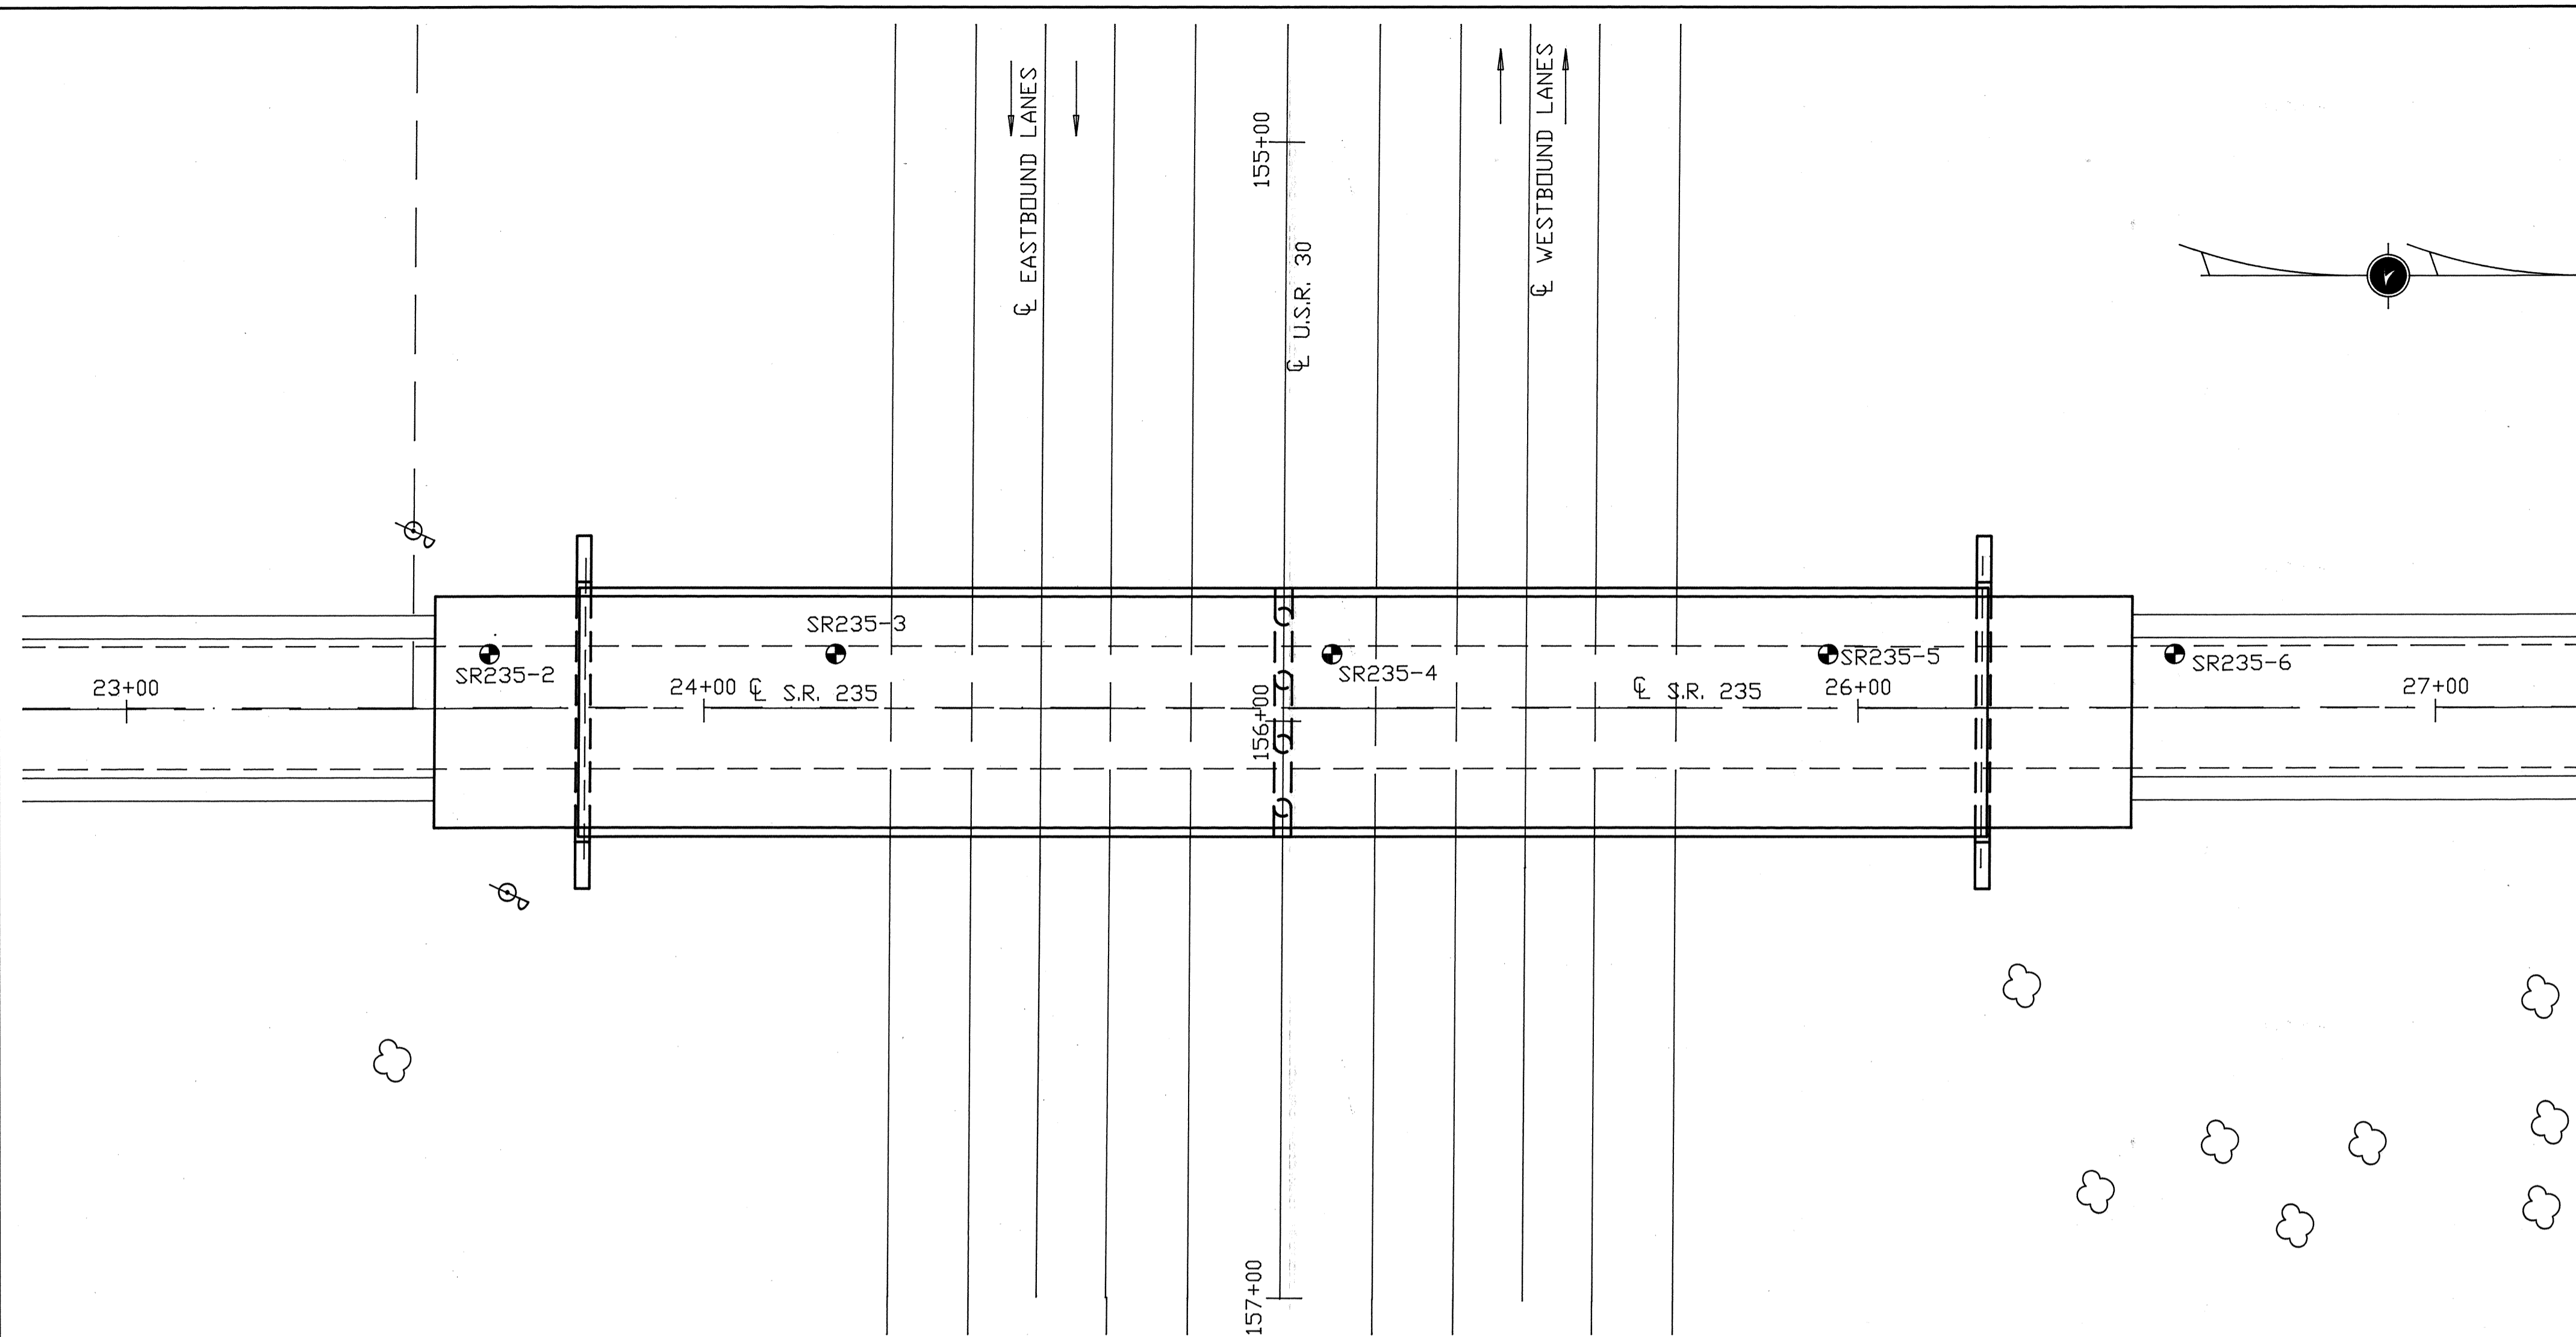 ℄ EASTBOUND LANES
155+00
℄ U.S.R. 30
℄ WESTBOUND LANES
SR235-3
SR235-2
SR235-4
SR235-5
SR235-6
23+00
24+00
℄ S.R. 235
156+00
℄ S.R. 235
26+00
27+00
157+00